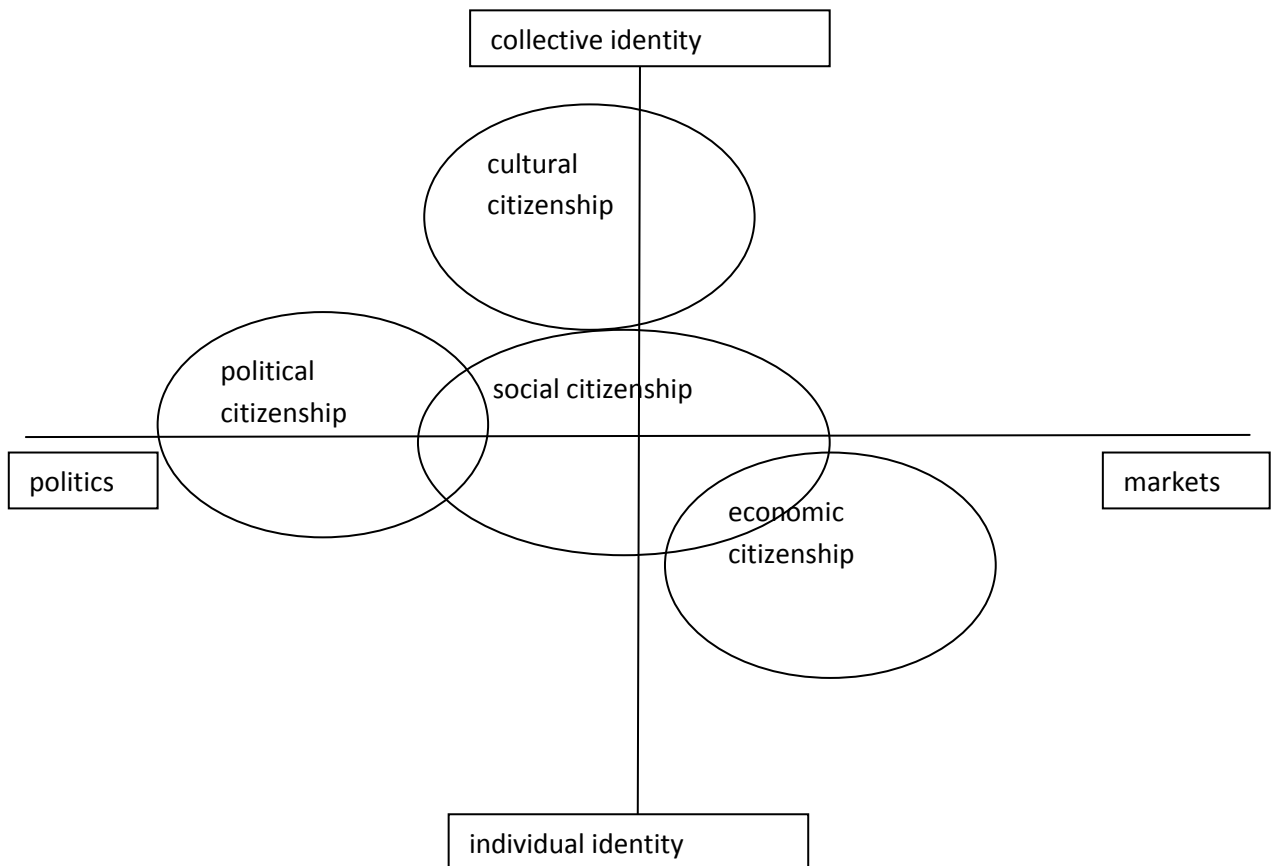 collective identity
cultural
citizenship
political
citizenship
social citizenship
politics
markets
economic
citizenship
individual identity